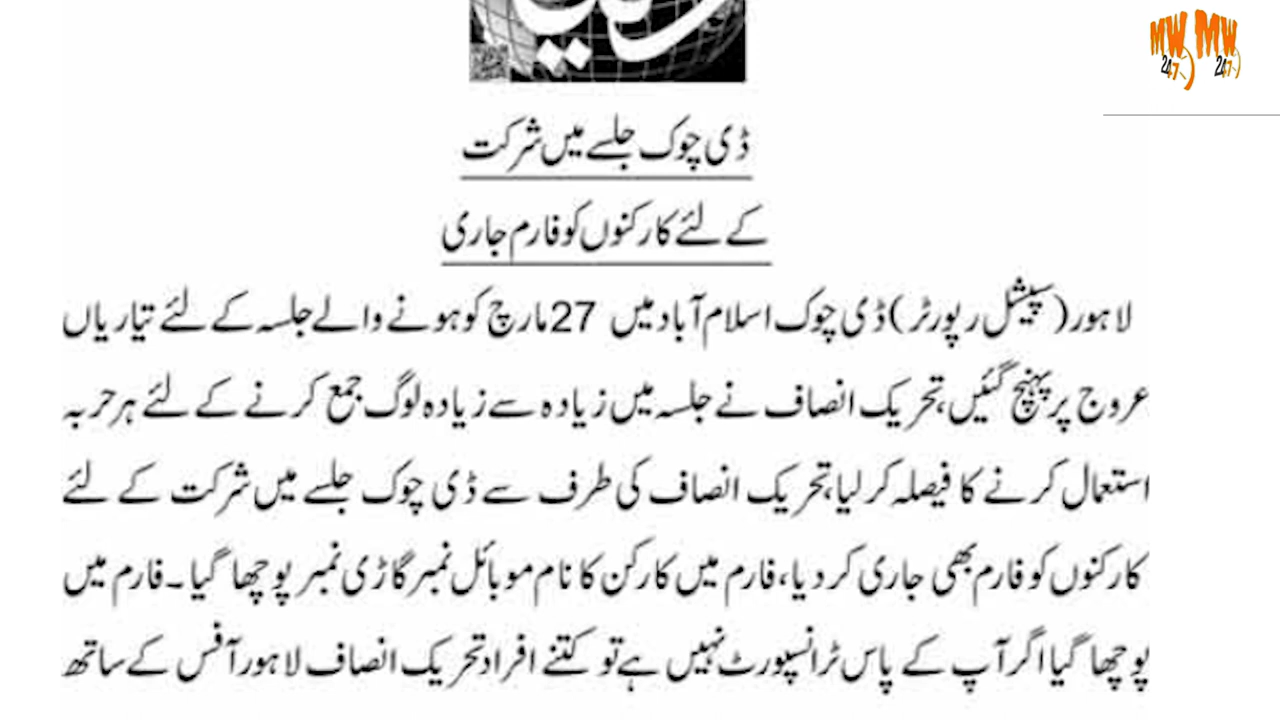 MW MW
24/7 24/7
ڈی چوک جلسے میں شرکت
کے لئے کارکنوں کو فارم جاری
لاہور (سپیشل رپورٹر) ڈی چوک اسلام آباد میں 27 مارچ کو ہونے والے جلسہ کے لئے تیاریاں
عروج پر پہنچ گئیں، تحریک انصاف نے جلسہ میں زیادہ سے زیادہ لوگ جمع کرنے کے لئے ہر حربہ
استعمال کرنے کا فیصلہ کر لیا، تحریک انصاف کی طرف سے ڈی چوک جلسے میں شرکت کے لئے
کارکنوں کو فارم بھی جاری کر دیا، فارم میں کارکن کا نام موبائل نمبر گاڑی نمبر پوچھا گیا۔ فارم میں
پوچھا گیا اگر آپ کے پاس ٹرانسپورٹ نہیں ہے تو کتنے افراد تحریک انصاف لاہور آفس کے ساتھ